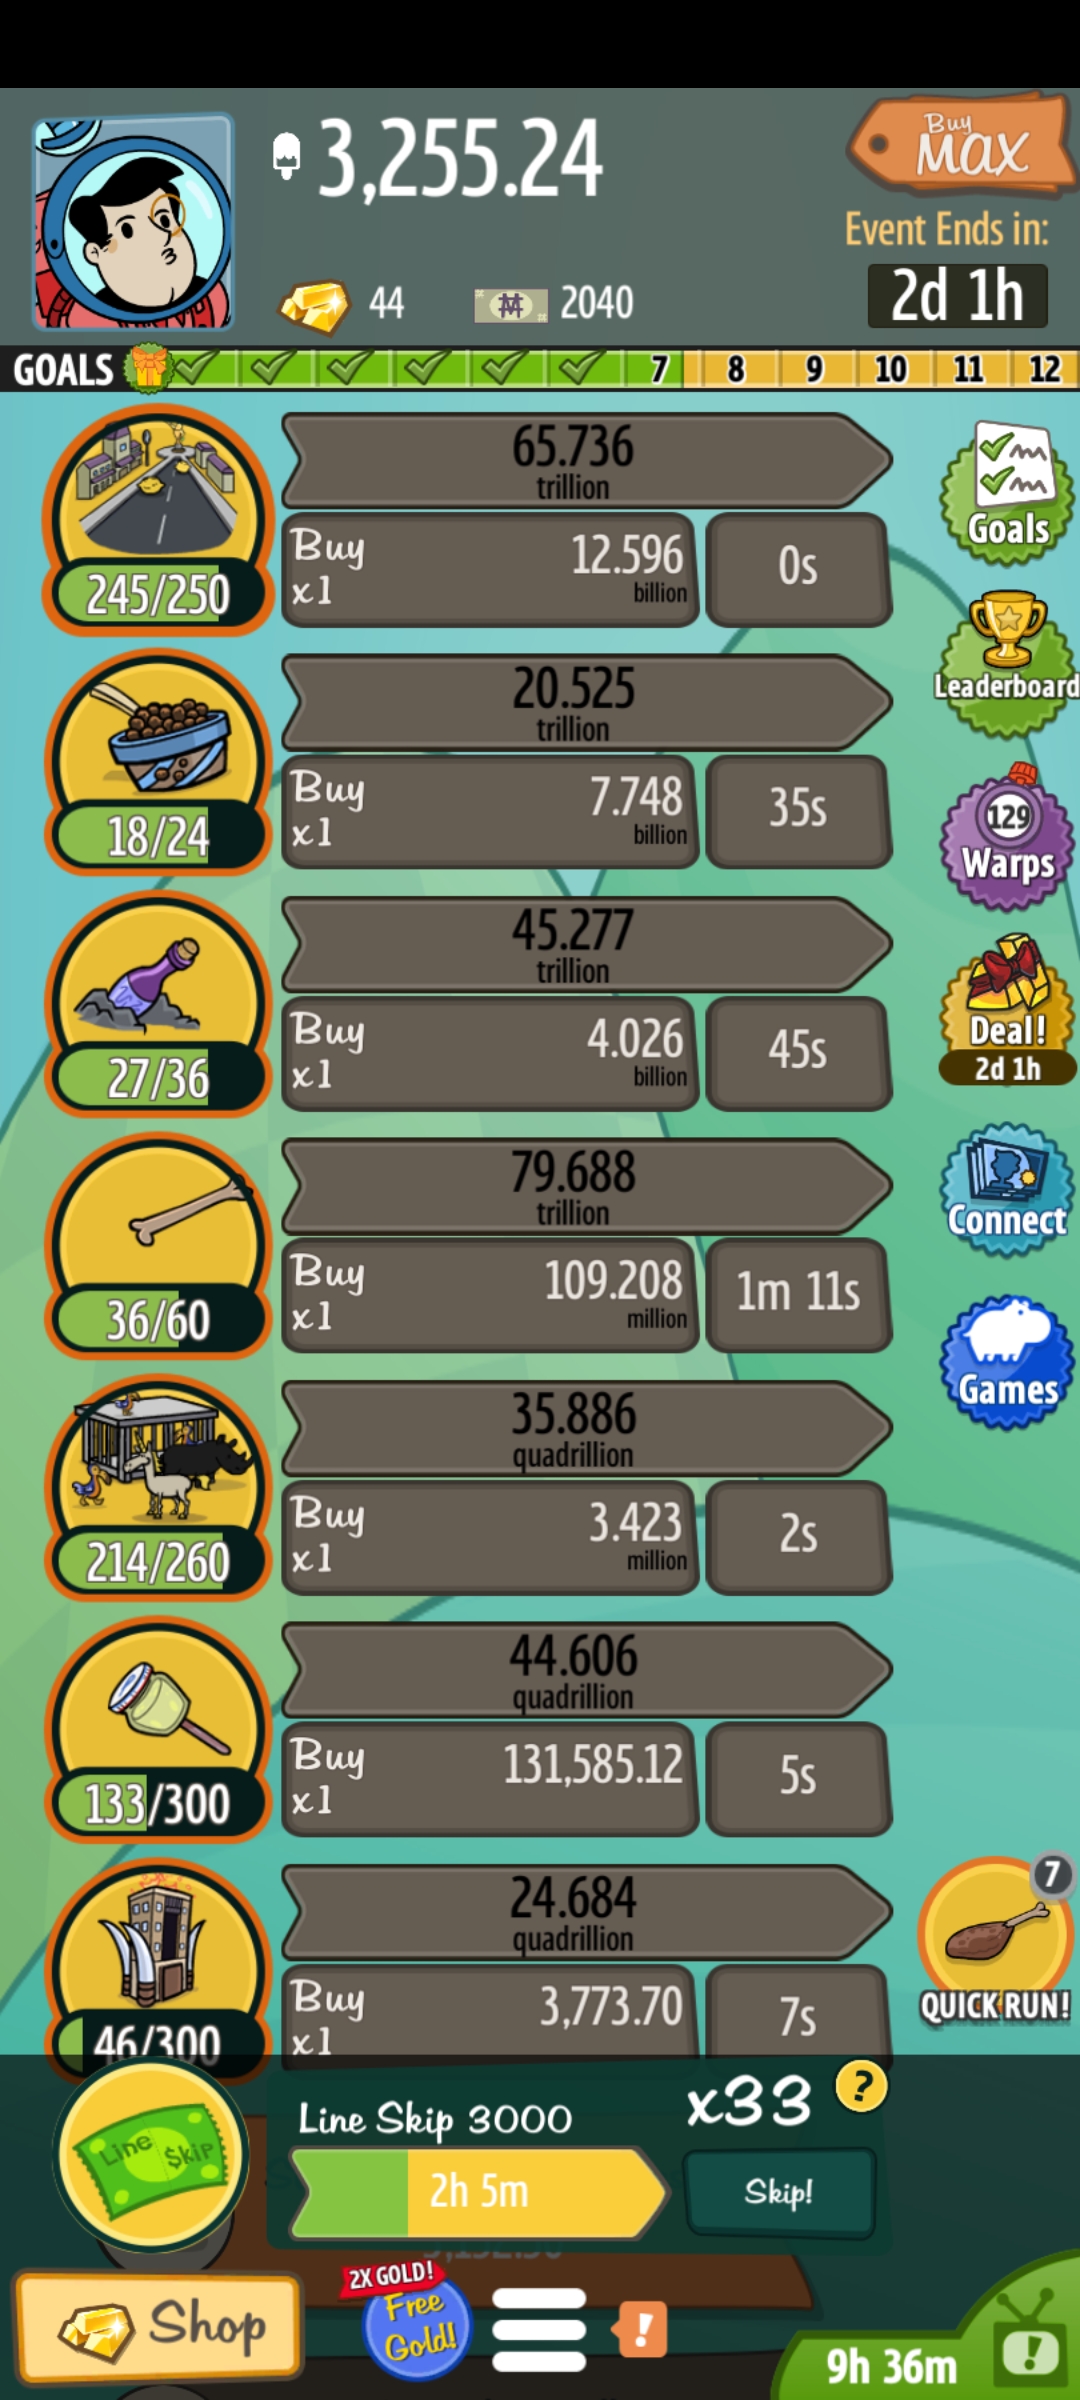 3,255.24
Buy
MAX
Event Ends in:
44
2040
2d 1h
GOALS 7 8 9 10 11 12
65.736
trillion
Buy
x1
12.596
billion
0s
245/250
Goals
20.525
trillion
Buy
x1
7.748
billion
35s
18/24
Leaderboard
45.277
trillion
Buy
x1
4.026
billion
45s
27/36
129
Warps
Deal!
2d 1h
79.688
trillion
Buy
x1
109.208
million
1m 11s
36/60
Connect
Games
35.886
quadrillion
Buy
x1
3.423
million
2s
214/260
44.606
quadrillion
Buy
x1
131,585.12
5s
133/300
24.684
quadrillion
Buy
x1
3,773.70
7s
46/300
7
QUICK RUN!
Line $kip
Line Skip 3000
x33
?
2h 5m
Skip!
Shop
2X GOLD!
Free
Gold!
!
9h 36m
!